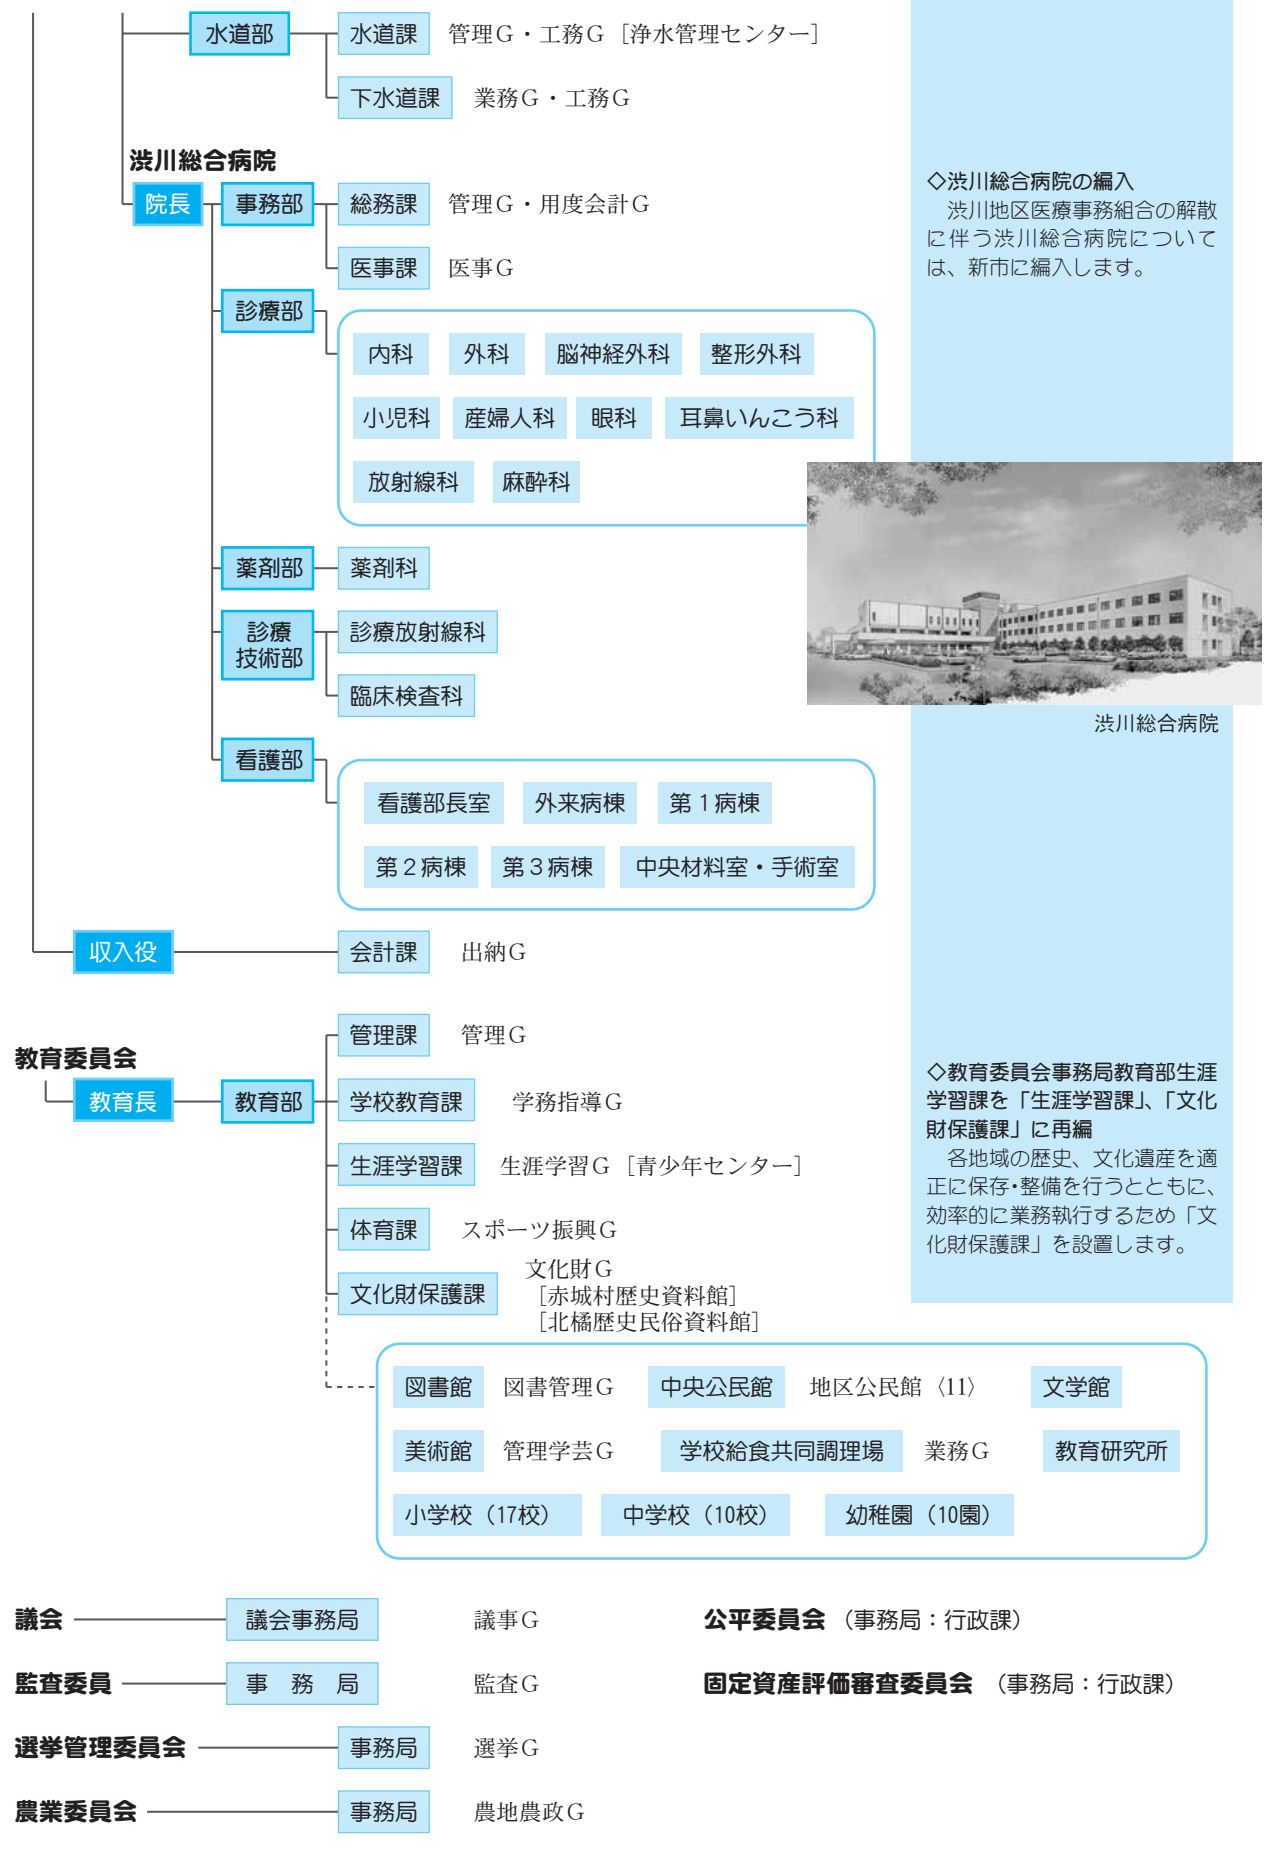 水道部 水道課 管理G・工務G［浄水管理センター］
下水道課 業務G・工務G
渋川総合病院
院長 事務部 総務課 管理G・用度会計G
医事課 医事G
診療部
内科 外科 脳神経外科 整形外科
小児科 産婦人科 眼科 耳鼻いんこう科
放射線科 麻酔科
薬剤部 薬剤科
診療
技術部
診療放射線科
臨床検査科
看護部
看護部長室 外来病棟 第1病棟
第2病棟 第3病棟 中央材料室・手術室
収入役 会計課 出納G
◇渋川総合病院の編入
渋川地区医療事務組合の解散
に伴う渋川総合病院について
は、新市に編入します。
渋川総合病院
教育委員会
教育長 教育部
管理課 管理G
学校教育課 学務指導G
生涯学習課 生涯学習G［青少年センター］
体育課 スポーツ振興G
文化財保護課 文化財G
［赤城村歴史資料館］
［北橘歴史民俗資料館］
◇教育委員会事務局教育部生涯
学習課を「生涯学習課」、「文化
財保護課」に再編
各地域の歴史、文化遺産を適
正に保存・整備を行うとともに、
効率的に業務執行するため「文
化財保護課」を設置します。
図書館 図書管理G 中央公民館 地区公民館〈11〉 文学館
美術館 管理学芸G 学校給食共同調理場 業務G 教育研究所
小学校（17校） 中学校（10校） 幼稚園（10園）
議会 議会事務局 議事G 公平委員会（事務局：行政課）
監査委員 事務局 監査G 固定資産評価審査委員会（事務局：行政課）
選挙管理委員会 事務局 選挙G
農業委員会 事務局 農地農政G